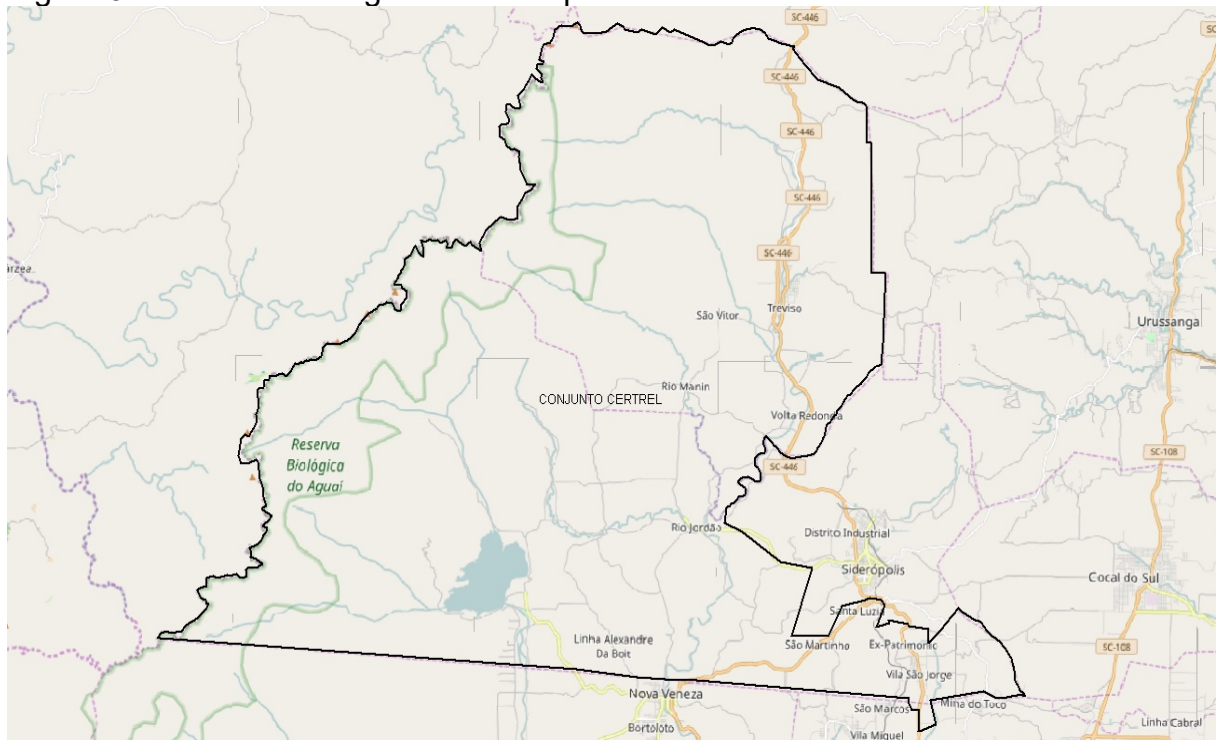 SC-446
SC-446
SC-446
SC-446
SC-446
Treviso
São Vitor
Urussanga
Rio Manin
CONJUNTO CERTREL
Volta Redonda
Reserva
Biológica
do Aguaí
SC-108
SC-446
Rio Jordão
Distrito Industrial
Siderópolis
Cocal do Sul
Santa Luzia
Linha Alexandre
Da Boit
São Martinho
Ex-Patrimonio
SC-108
Vila São Jorge
Nova Veneza
São Marcos
Mina do Toco
Bortoloto
Vila Miguel
Linha Cabral